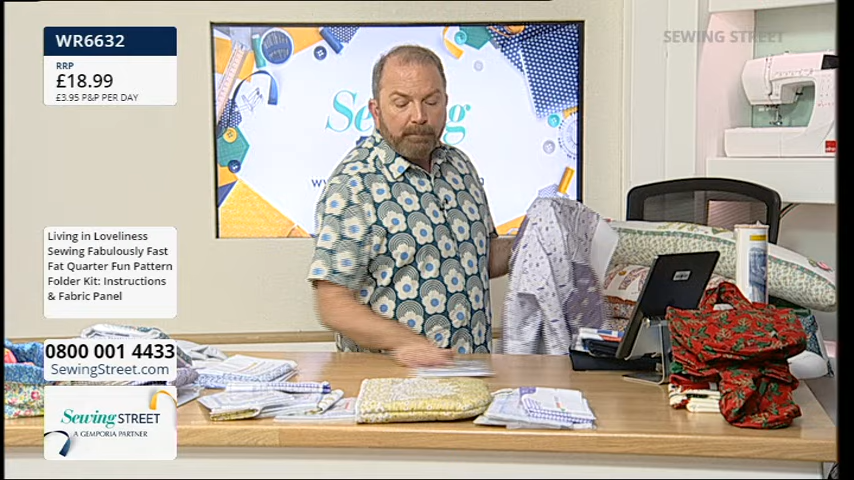 WR6632
RRP
£18.99
£3.95 P&P PER DAY
SEWING STREET
Sewing
Living in Loveliness
Sewing Fabulously Fast
Fat Quarter Fun Pattern
Folder Kit: Instructions
& Fabric Panel
0800 001 4433
SewingStreet.com
Sewing STREET
A GEMPORIA PARTNER